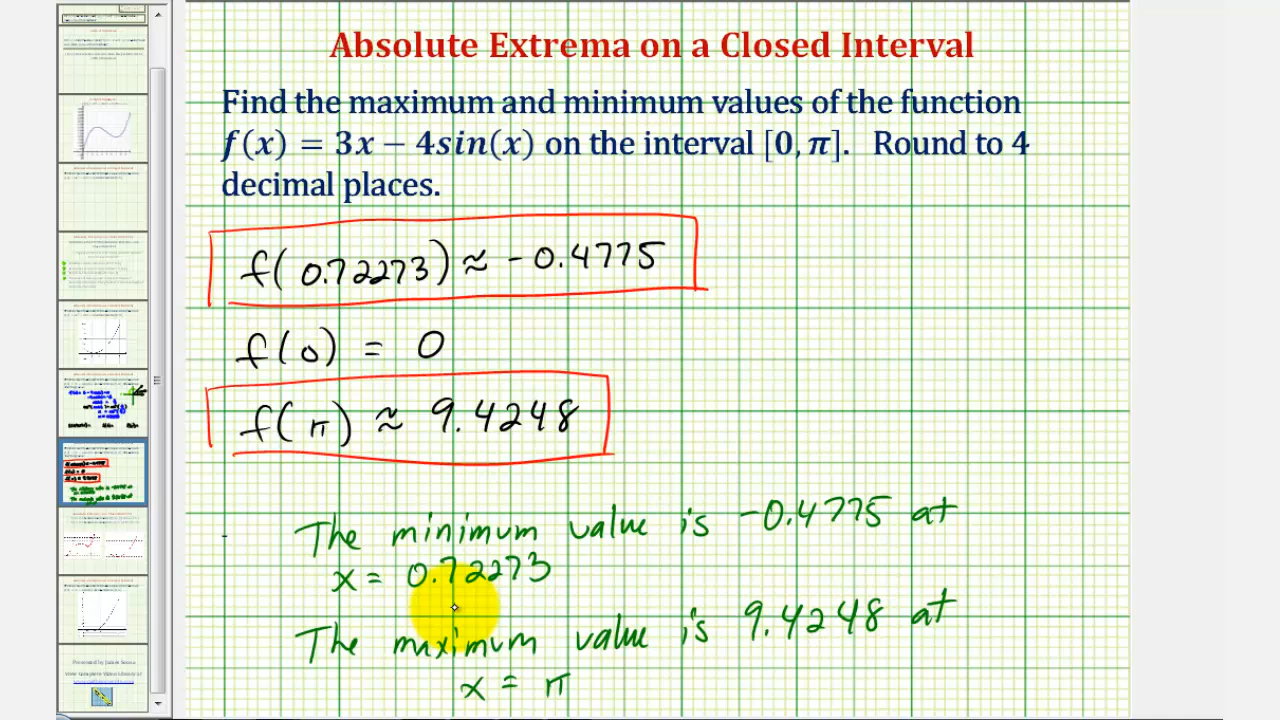 Absolute Extrema on a Closed Interval
Find the maximum and minimum values of the function
f(x) = 3x − 4sin(x) on the interval [0, π]. Round to 4
decimal places.
f(0.72273) ≈ -0.4775
f(0) = 0
f(π) ≈ 9.4248
The minimum value is -0.4775 at
x = 0.72273
The maximum value is 9.4248 at
x = π